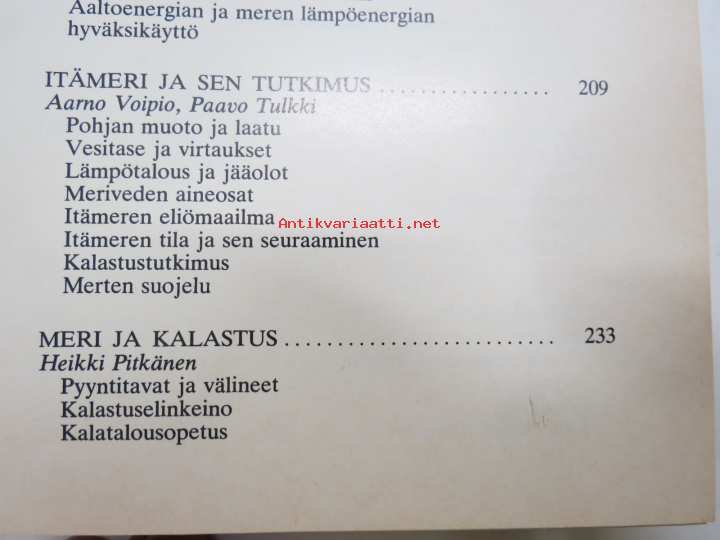 Aaltoenergian ja meren lämpöenergian
hyväksikäyttö
ITÄMERI JA SEN TUTKIMUS ................. 209
Aarno Voipio, Paavo Tulkki
Pohjan muoto ja laatu
Vesitase ja virtaukset
Lämpötalous ja jääolot
Meriveden aineosat
Itämeren eliömaailma
Antikvariaatti.net
Itämeren tila ja sen seuraaminen
Kalastustutkimus
Merten suojelu
MERI JA KALASTUS .......................... 233
Heikki Pitkänen
Pyyntitavat ja välineet
Kalastuselinkeino
Kalatalousopetus